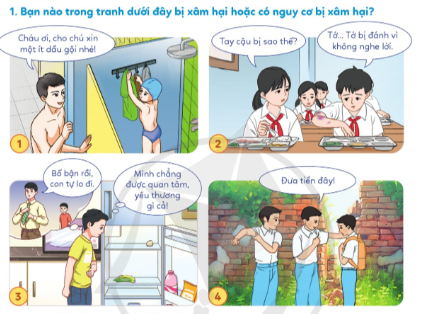 1. Bạn nào trong tranh dưới đây bị xâm hại hoặc có nguy cơ bị xâm hại?
Cháu ơi, cho chú xin
một ít dầu gội nhé!
1
Tay cậu bị sao thế?
Tớ... Tớ bị đánh vì
không nghe lời.
2
Bố bận rồi,
con tự lo đi.
Mình chẳng
được quan tâm,
yêu thương
gì cả!
3
Đưa tiền đây!
4